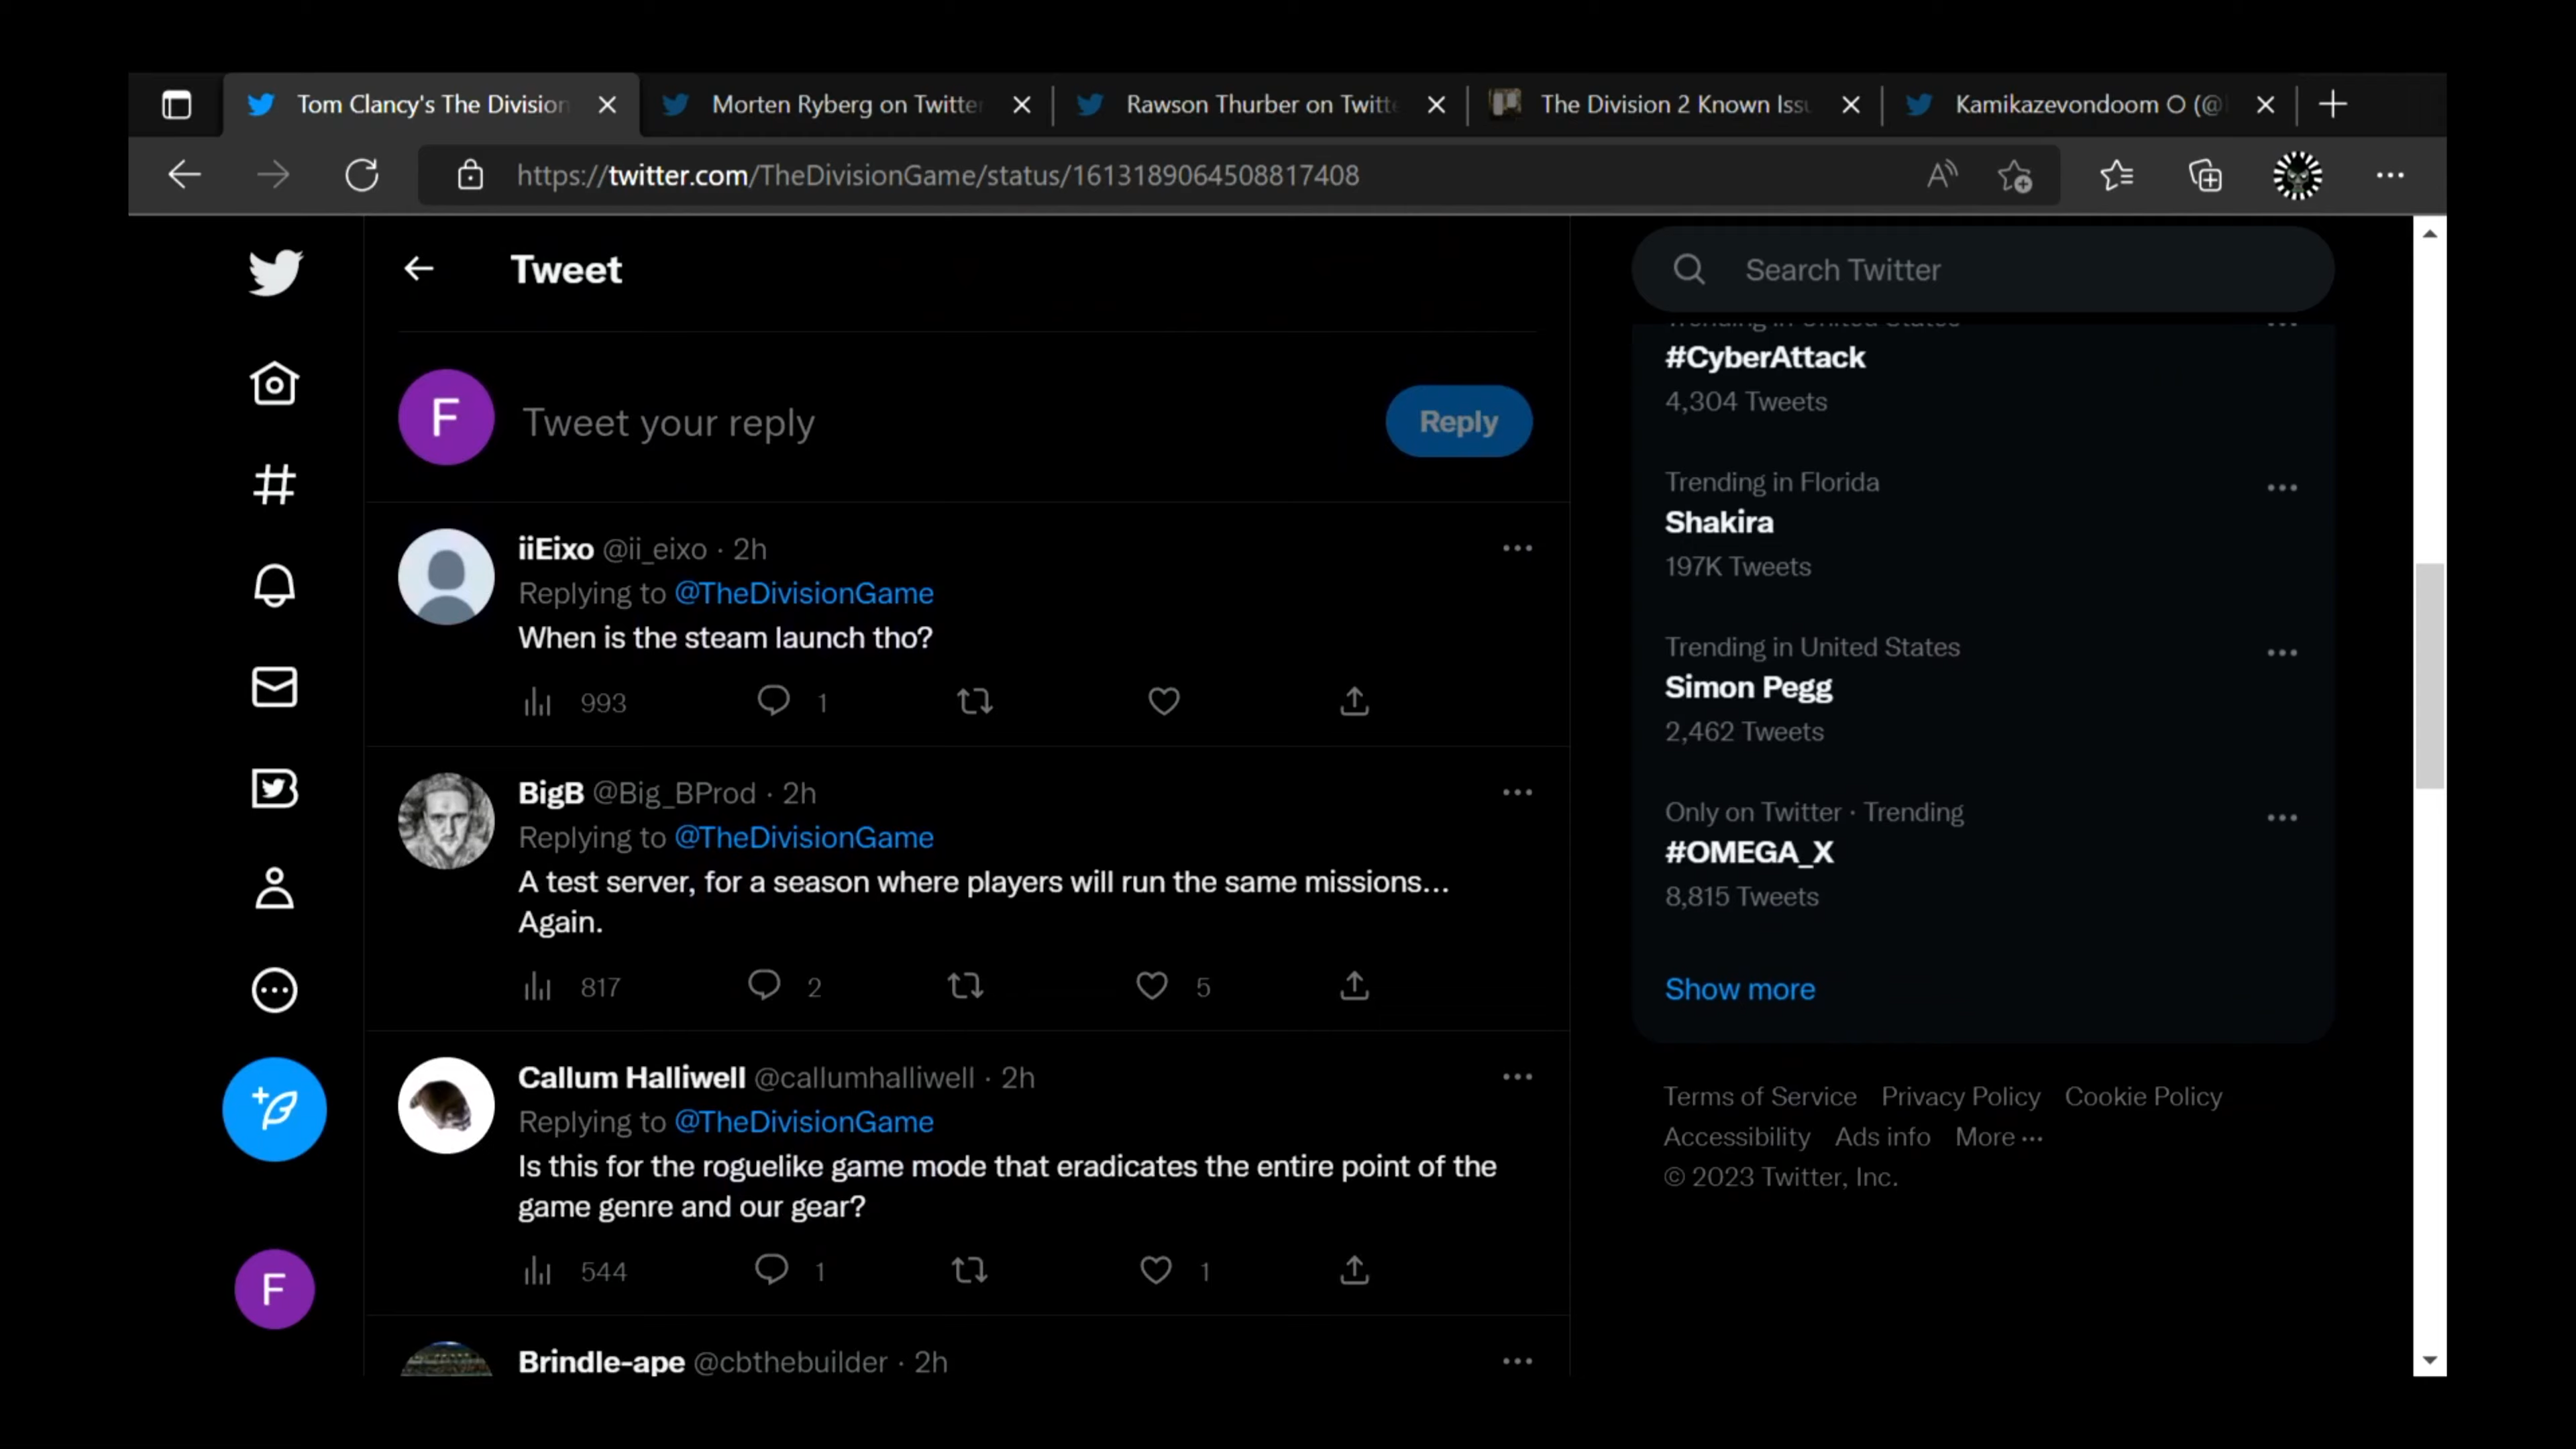 Tom Clancy's The Division
Morten Ryberg on Twitter
Rawson Thurber on Twitt
The Division 2 Known Iss
Kamikazevondoom O (@
https://twitter.com/TheDivisionGame/status/1613189064508817408
Tweet
F
Tweet your reply
Reply
iiEixo @ii_eixo · 2h
Replying to @TheDivisionGame
When is the steam launch tho?
993 1
BigB @Big_BProd · 2h
Replying to @TheDivisionGame
A test server, for a season where players will run the same missions...
Again.
817 2 5
Callum Halliwell @callumhalliwell · 2h
Replying to @TheDivisionGame
Is this for the roguelike game mode that eradicates the entire point of the
game genre and our gear?
544 1 1
Brindle-ape @cbthebuilder · 2h
F
Search Twitter
Trending in United States
#CyberAttack
4,304 Tweets
Trending in Florida
Shakira
197K Tweets
Trending in United States
Simon Pegg
2,462 Tweets
Only on Twitter · Trending
#OMEGA_X
8,815 Tweets
Show more
Terms of Service Privacy Policy Cookie Policy
Accessibility Ads info More ...
© 2023 Twitter, Inc.